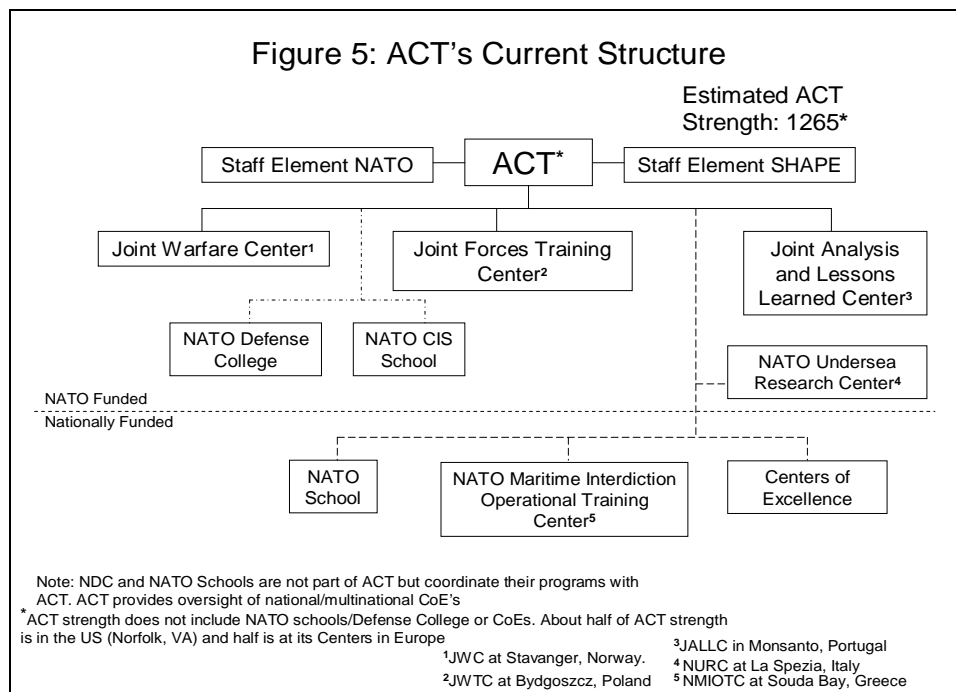 Figure 5: ACT's Current Structure
Estimated ACT
Strength: 1265*
Staff Element NATO
ACT*
Staff Element SHAPE
Joint Warfare Center¹
Joint Forces Training
Center²
Joint Analysis
and Lessons
Learned Center³
NATO Defense
College
NATO CIS
School
NATO Undersea
Research Center⁴
NATO Funded
Nationally Funded
NATO
School
NATO Maritime Interdiction
Operational Training
Center⁵
Centers of
Excellence
Note: NDC and NATO Schools are not part of ACT but coordinate their programs with
ACT. ACT provides oversight of national/multinational CoE's
*ACT strength does not include NATO schools/Defense College or CoEs. About half of ACT strength
is in the US (Norfolk, VA) and half is at its Centers in Europe
¹JWC at Stavanger, Norway.
²JWTC at Bydgoszcz, Poland
³JALLC in Monsanto, Portugal
⁴NURC at La Spezia, Italy
⁵NMIOTC at Souda Bay, Greece